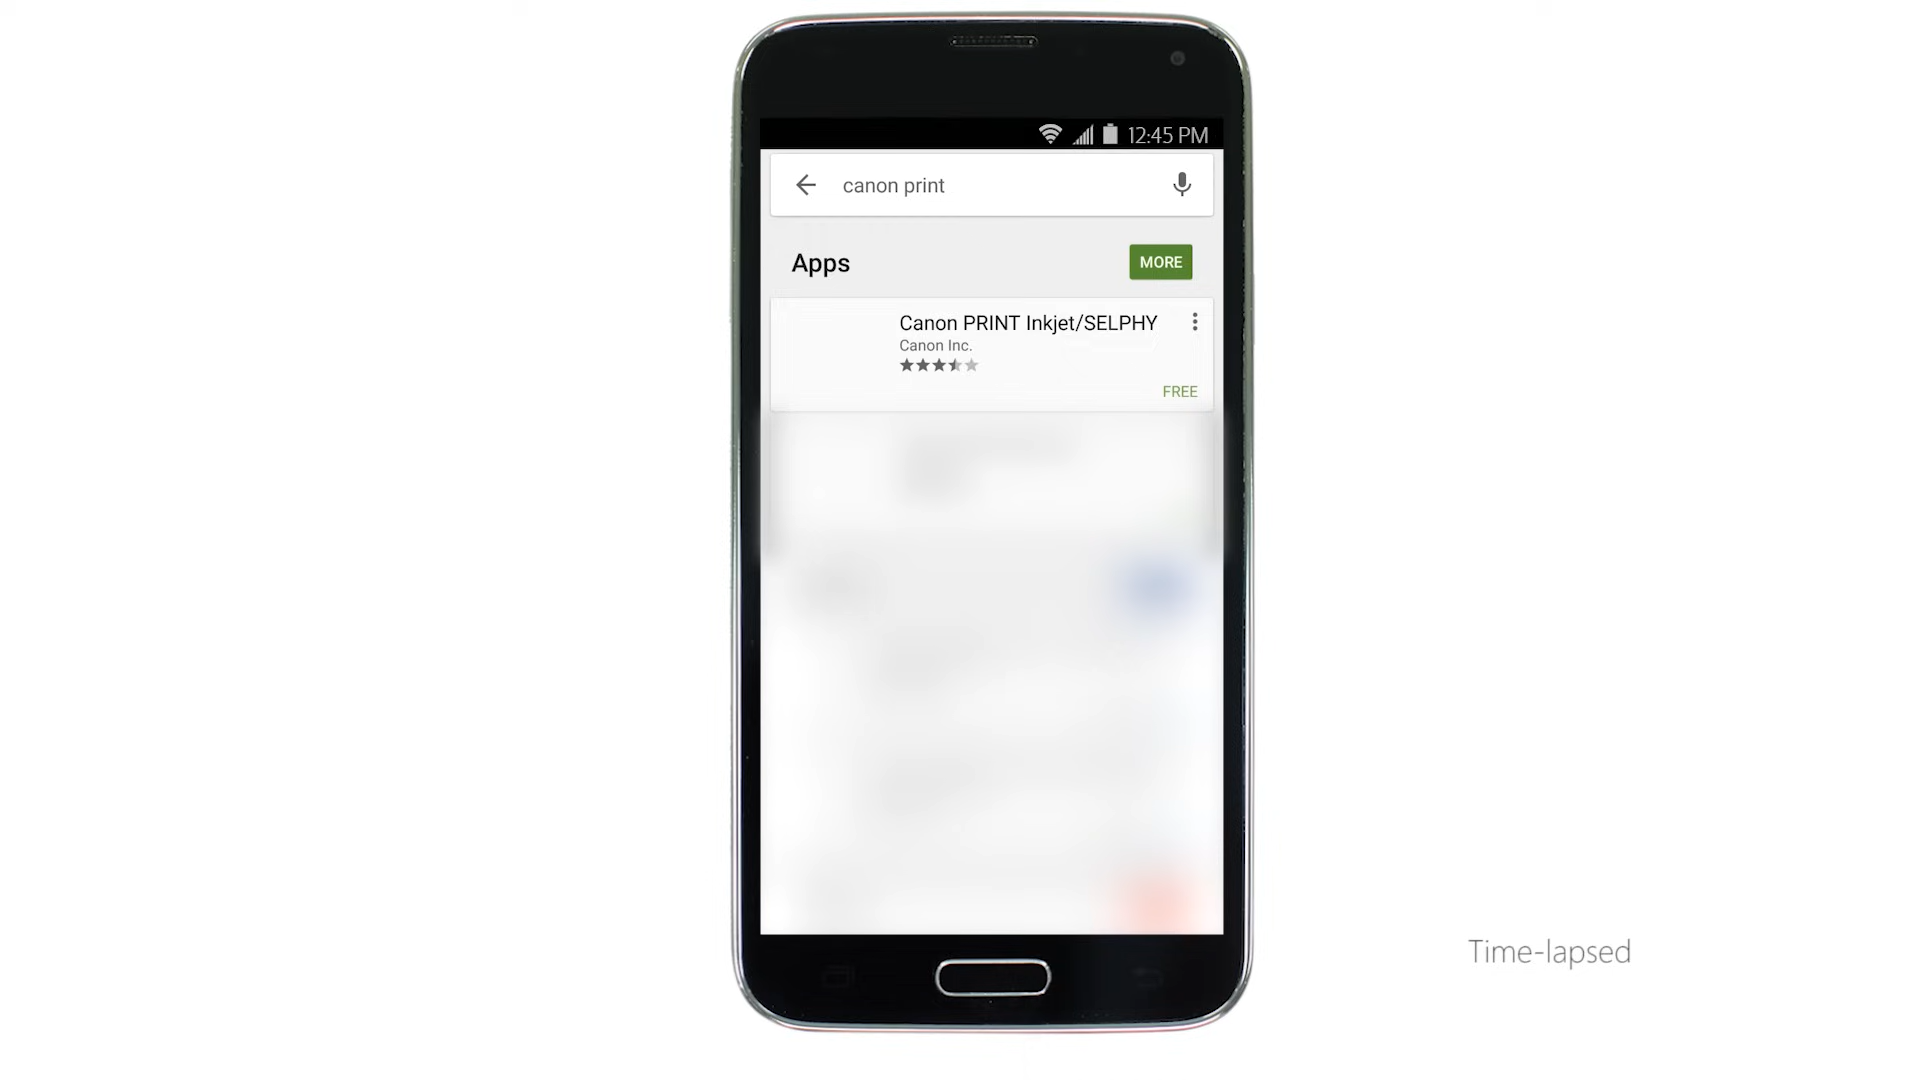 12:45 PM
canon print
Apps
MORE
Canon PRINT Inkjet/SELPHY
Canon Inc.
FREE
Time-lapsed